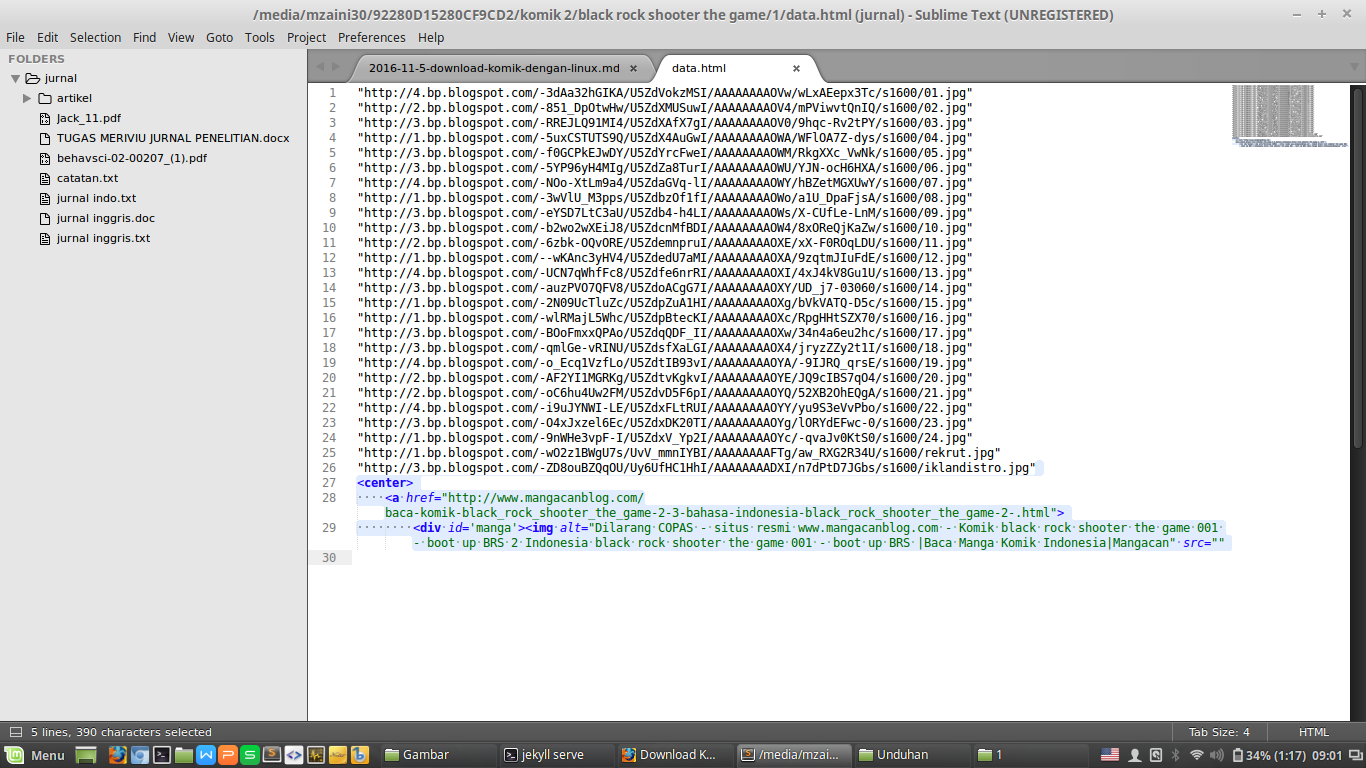 /media/mzaini30/92280D15280CF9CD2/komik 2/black rock shooter the game/1/data.html (jurnal) - Sublime Text (UNREGISTERED)
File Edit Selection Find View Goto Tools Project Preferences Help
FOLDERS
jurnal
artikel
Jack_11.pdf
TUGAS MERIVIU JURNAL PENELITIAN.docx
behavsci-02-00207_(1).pdf
catatan.txt
jurnal indo.txt
jurnal inggris.doc
jurnal inggris.txt
2016-11-5-download-komik-dengan-linux.md
data.html
1 "http://4.bp.blogspot.com/-3dAa32hGIKA/U5ZdVokzMSI/AAAAAAAAOVw/wLxAEepx3Tc/s1600/01.jpg"
2 "http://2.bp.blogspot.com/-851_DpOtwHw/U5ZdXMUSuwI/AAAAAAAAOV4/mPViwvtQnIQ/s1600/02.jpg"
3 "http://3.bp.blogspot.com/-RREJLQ91MI4/U5ZdXAfX7gI/AAAAAAAAOV0/9hqc-Rv2tPY/s1600/03.jpg"
4 "http://1.bp.blogspot.com/-5uxCSTUTS9Q/U5ZdX4AuGwI/AAAAAAAAOWA/WFlOA7Z-dys/s1600/04.jpg"
5 "http://3.bp.blogspot.com/-f0GCPkEJwDY/U5ZdYrcFweI/AAAAAAAAOWM/RkgXXc_VwNk/s1600/05.jpg"
6 "http://3.bp.blogspot.com/-5YP96yH4MIg/U5ZdZa8TurI/AAAAAAAAOWU/YJN-ocH6HXA/s1600/06.jpg"
7 "http://4.bp.blogspot.com/-NOo-XtLm9a4/U5ZdaGVq-lI/AAAAAAAAOWY/hBZetMGXUwY/s1600/07.jpg"
8 "http://1.bp.blogspot.com/-3wVlU_M3pps/U5ZdbzOf1fI/AAAAAAAAOWo/a1U_DpaFjsA/s1600/08.jpg"
9 "http://3.bp.blogspot.com/-eYSD7LtC3aU/U5Zdb4-h4LI/AAAAAAAAOWs/X-CUfLe-LnM/s1600/09.jpg"
10 "http://3.bp.blogspot.com/-b2wo2wXEiJ8/U5ZdcnMfBDI/AAAAAAAAOW4/8xOReQjKaZw/s1600/10.jpg"
11 "http://2.bp.blogspot.com/-6zbk-OQvORE/U5ZdemnpruI/AAAAAAAAOXE/xX-F0ROqLDU/s1600/11.jpg"
12 "http://1.bp.blogspot.com/--wKAnc3yHV4/U5ZdedU7aMI/AAAAAAAAOXA/9zqtmJIuFdE/s1600/12.jpg"
13 "http://4.bp.blogspot.com/-UCN7qWhfFc8/U5Zdfe6nrRI/AAAAAAAAOXI/4xJ4kV8Gu1U/s1600/13.jpg"
14 "http://3.bp.blogspot.com/-auzPVO7QFV8/U5ZdoACgG7I/AAAAAAAAOXY/UD_j7-03060/s1600/14.jpg"
15 "http://1.bp.blogspot.com/-2N09UcTluZc/U5ZdpZuA1HI/AAAAAAAAOXg/bVkVATQ-D5c/s1600/15.jpg"
16 "http://1.bp.blogspot.com/-wlRMajL5Whc/U5ZdpBtecKI/AAAAAAAAOXc/RpgHHtSZX70/s1600/16.jpg"
17 "http://3.bp.blogspot.com/-BOoFmxxQPAo/U5ZdqQDF_II/AAAAAAAAOXw/34n4a6eu2hc/s1600/17.jpg"
18 "http://3.bp.blogspot.com/-qmlGe-vRINU/U5ZdsfXaLGI/AAAAAAAAOX4/jryzZZy2t1I/s1600/18.jpg"
19 "http://4.bp.blogspot.com/-o_Ecq1VzfLo/U5ZdtIB93vI/AAAAAAAAOYA/-9IJRQ_qrsE/s1600/19.jpg"
20 "http://2.bp.blogspot.com/-AF2YI1MGRKg/U5ZdtvKgkvI/AAAAAAAAOYE/JQ9cIBS7qO4/s1600/20.jpg"
21 "http://2.bp.blogspot.com/-oC6hu4Uw2FM/U5ZdvD5F6pI/AAAAAAAAOYQ/52XB2OhEQgA/s1600/21.jpg"
22 "http://4.bp.blogspot.com/-i9uJYNWI-LE/U5ZdxFLtRUI/AAAAAAAAOYY/yu9S3eVvPbo/s1600/22.jpg"
23 "http://3.bp.blogspot.com/-O4xJxzel6Ec/U5ZdxDK20TI/AAAAAAAAOYg/lORYdEFwc-0/s1600/23.jpg"
24 "http://1.bp.blogspot.com/-9nWHe3vpF-I/U5ZdxV_Yp2I/AAAAAAAAOYc/-qvaJv0KtS0/s1600/24.jpg"
25 "http://1.bp.blogspot.com/-wO2z1BWgU7s/UvV_mmnIYBI/AAAAAAAAFTg/aw_RXG2R34U/s1600/rekrut.jpg"
26 "http://3.bp.blogspot.com/-ZD8ouBZQqOU/Uy6UfHC1HhI/AAAAAAAADXI/n7dPtD7JGbs/s1600/iklandistro.jpg"
27 <center>
28 ····<a·href="http://www.mangacanblog.com/
baca-komik-black_rock_shooter_the_game-2-3-bahasa-indonesia-black_rock_shooter_the_game-2-.html">
29 ········<div·id='manga'><img·alt="Dilarang·COPAS·-·situs·resmi·www.mangacanblog.com·-·Komik·black·rock·shooter·the·game·001·
-·boot·up·BRS·2·Indonesia·black·rock·shooter·the·game·001·-·boot·up·BRS·|Baca·Manga·Komik·Indonesia|Mangacan"·src=""
30
5 lines, 390 characters selected
Tab Size: 4
HTML
Menu
Gambar
jekyll serve
Download K...
/media/mzai...
Unduhan
1
34% (1:17) 09:01